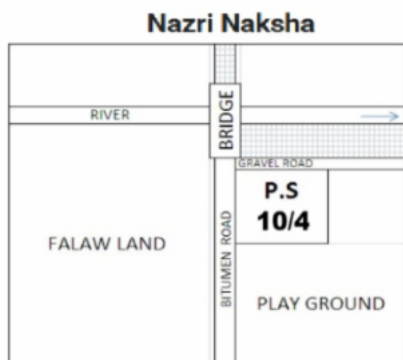 Nazri Naksha
RIVER
BRIDGE
GRAVEL ROAD
P.S
10/4
FALAW LAND
BITUMEN ROAD
PLAY GROUND